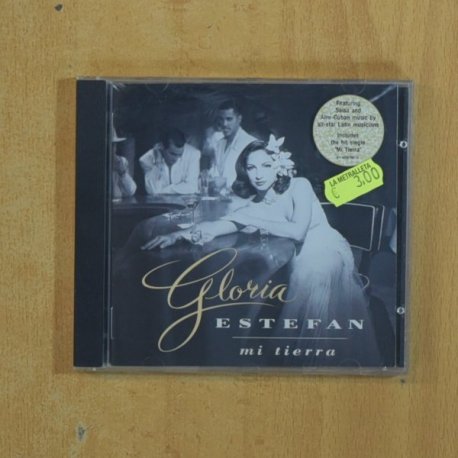 Featuring
Salsa and
Afro-Cuban music by
all-star Latin musicians
Includes
the hit single
"Mi Tierra"
LA METRALLETA
€ 3,00
Gloria
ESTEFAN
mi tierra